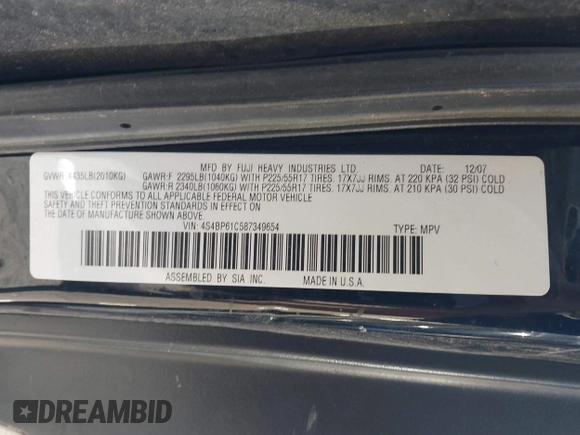 MFD BY FUJI HEAVY INDUSTRIES LTD. DATE: 12/07
GVWR: 4435LB(2010KG) GAWR:F 2295LB(1040KG) WITH P225/55R17 TIRES. 17X7JJ RIMS. AT 220 KPA (32 PSI) COLD
GAWR:R 2340LB(1060KG) WITH P225/55R17 TIRES. 17X7JJ RIMS. AT 210 KPA (30 PSI) COLD
THIS VEHICLE CONFORMS TO ALL APPLICABLE FEDERAL MOTOR VEHICLE
SAFETY AND THEFT PREVENTION STANDARDS IN EFFECT ON
THE DATE OF MANUFACTURE SHOWN ABOVE.
VIN: 4S4BP61C587349654 TYPE: MPV
ASSEMBLED BY SIA INC. MADE IN U.S.A.
DREAMBID